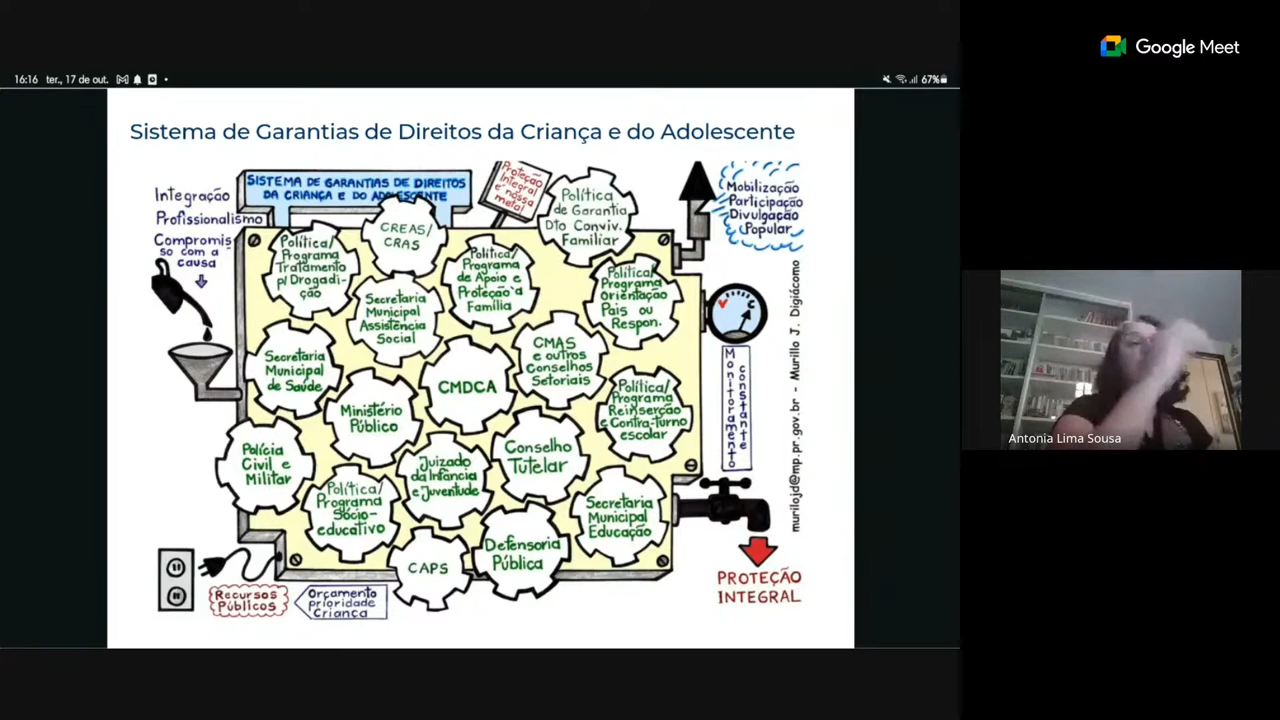 Google Meet
16:16 ter., 17 de out.
67%
Sistema de Garantias de Direitos da Criança e do Adolescente
Integração
Profissionalismo
Compromis
so com a
causa
SISTEMA DE GARANTIAS DE DIREITOS
DA CRIANÇA E DO ADOLESCENTE
Proteção
Integral
é nossa
meta!
Política
de Garantia
Dto Conviv.
Familiar
Mobilização
Participação
Divulgação
Popular
CREAS/
CRAS
Política/
Programa
Tratamento
p/ Drogadi-
ção
Política/
Programa
de Apoio e
Proteção à
Família
Política/
Programa
Orientação
Pais ou
Respon.
Secretaria
Municipal
Assistência
Social
Secretaria
Municipal
de Saúde
CMDCA
CMAS
e outros
Conselhos
Setoriais
Ministério
Público
Política/
Programa
Reinserção
e Contra-turno
escolar
Monitoramento
constante
murilojd@mp.pr.gov.br - Murillo J. Digiácomo
Polícia
Civil e
Militar
Juizado
da Infância
e Juventude
Conselho
Tutelar
Política/
Programa
Sócio-
educativo
Secretaria
Municipal
Educação
CAPS
Defensoria
Pública
Recursos
Públicos
Orçamento
prioridade
Criança
PROTEÇÃO
INTEGRAL
Antonia Lima Sousa